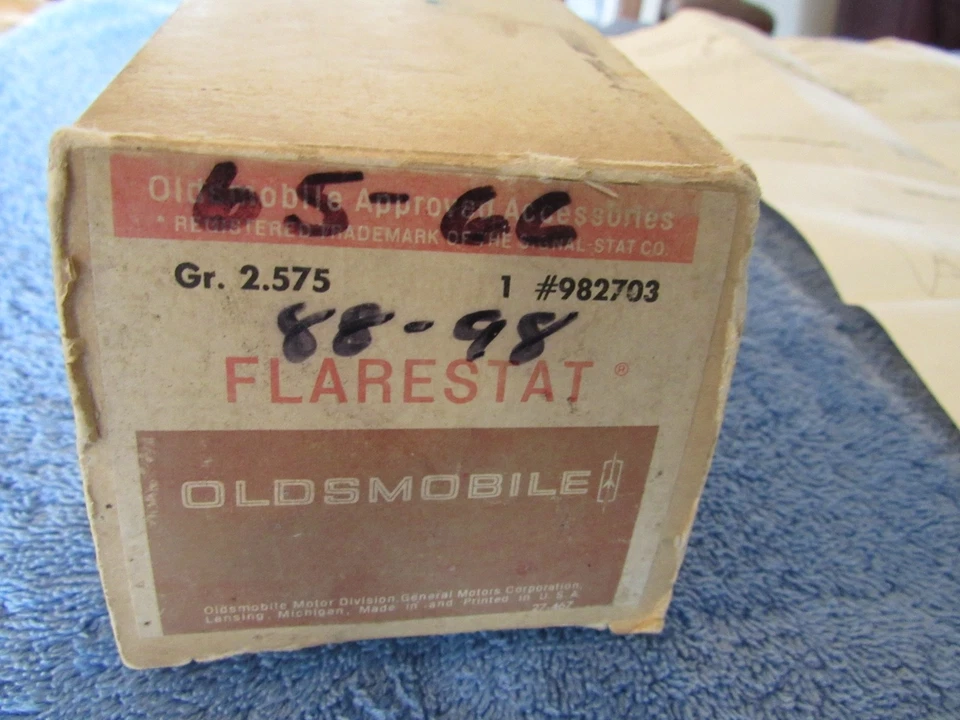 Oldsmobile Approved Accessories
65-66
* REGISTERED TRADEMARK OF THE SIGNAL-STAT CO.
Gr. 2.575 1 #982703
88-98
FLARESTAT ®
OLDSMOBILE
Oldsmobile Motor Division, General Motors Corporation,
Lansing, Michigan, Made in and Printed in U S A